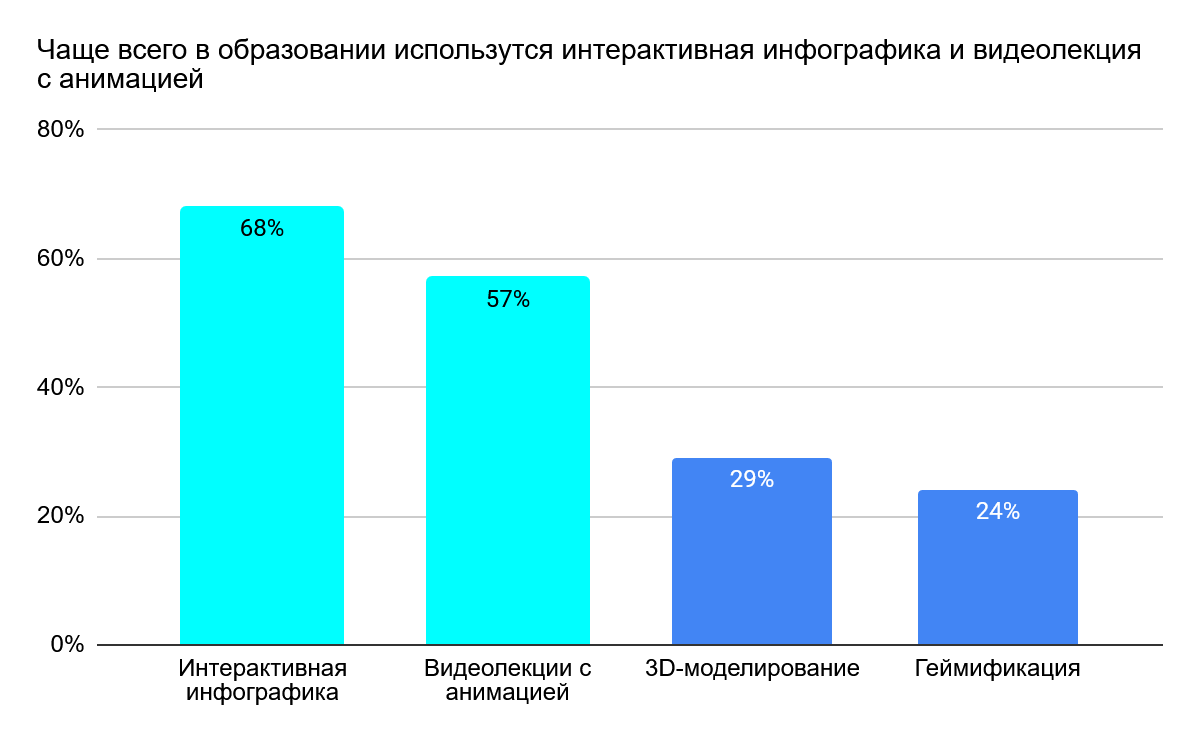 Чаще всего в образовании использутся интерактивная инфографика и видеолекция
с анимацией
80%
60%
40%
20%
0%
68%
57%
29%
24%
Интерактивная
инфографика
Видеолекции с
анимацией
3D-моделирование
Геймификация